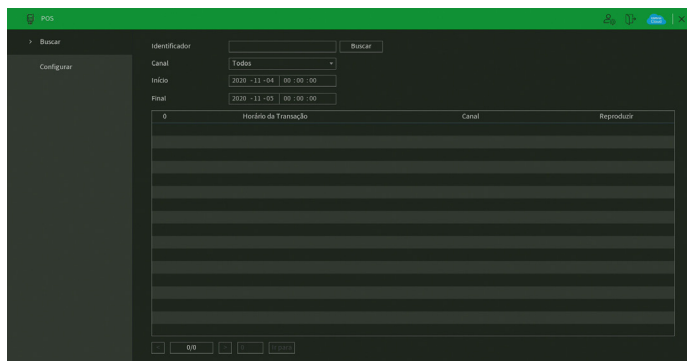 POS
Buscar
Configurar
Identificador Buscar
Canal Todos
Início 2020 -11 -04 00 : 00 : 00
Final 2020 -11 -05 00 : 00 : 00
0 Horário da Transação Canal Reproduzir
0/0 Ir para